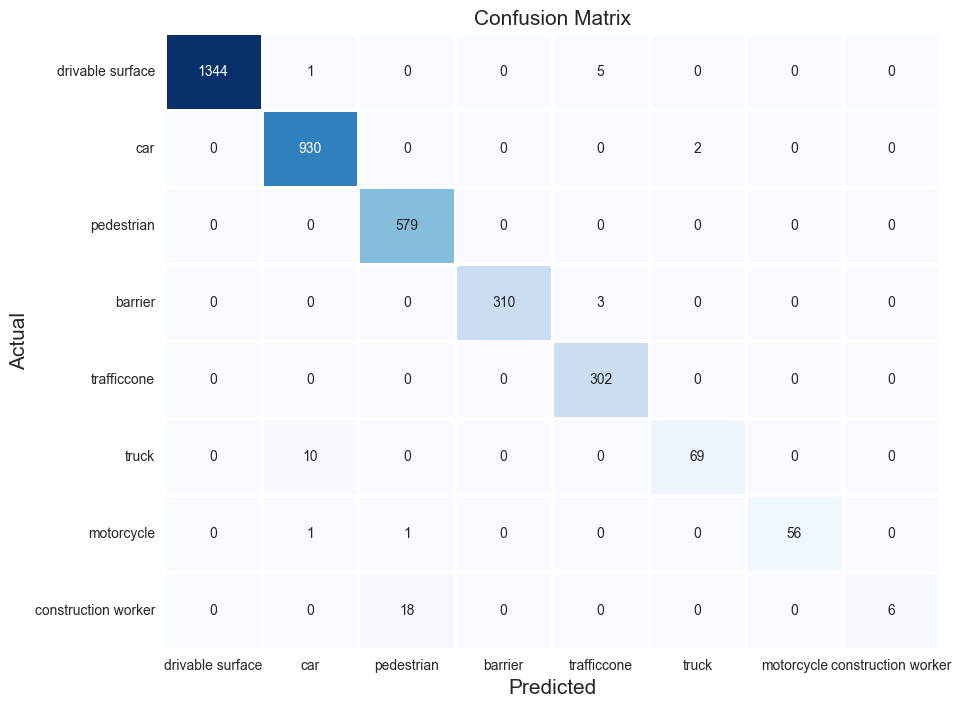 Confusion Matrix
drivable surface 1344 1 0 0 5 0 0 0
car 0 930 0 0 0 2 0 0
pedestrian 0 0 579 0 0 0 0 0
barrier 0 0 0 310 3 0 0 0
trafficcone 0 0 0 0 302 0 0 0
truck 0 10 0 0 0 69 0 0
motorcycle 0 1 1 0 0 0 56 0
construction worker 0 0 18 0 0 0 0 6
drivable surface car pedestrian barrier trafficcone truck motorcycle construction worker
Predicted
Actual